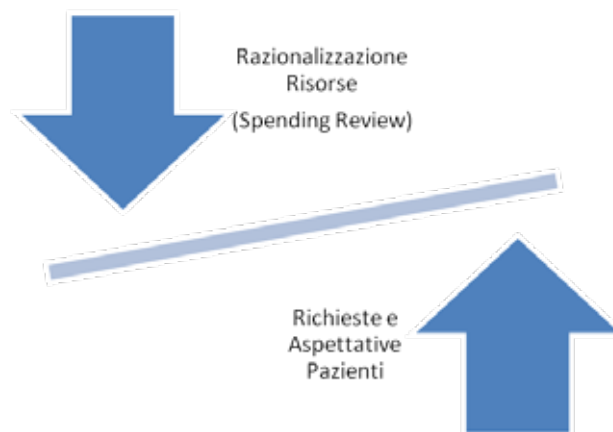 Razionalizzazione
Risorse
(Spending Review)
Richieste e
Aspettative
Pazienti